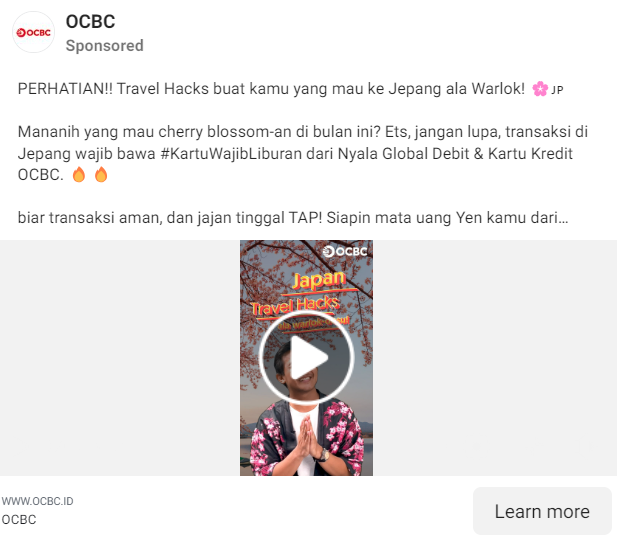 OCBC
OCBC
Sponsored
PERHATIAN!! Travel Hacks buat kamu yang mau ke Jepang ala Warlok! 🌸 JP
Mananih yang mau cherry blossom-an di bulan ini? Ets, jangan lupa, transaksi di
Jepang wajib bawa #KartuWajibLiburan dari Nyala Global Debit & Kartu Kredit
OCBC. 🔥 🔥
biar transaksi aman, dan jajan tinggal TAP! Siapin mata uang Yen kamu dari...
OCBC
Japan
Travel Hacks
ala Warlok
WWW.OCBC.ID
OCBC
Learn more